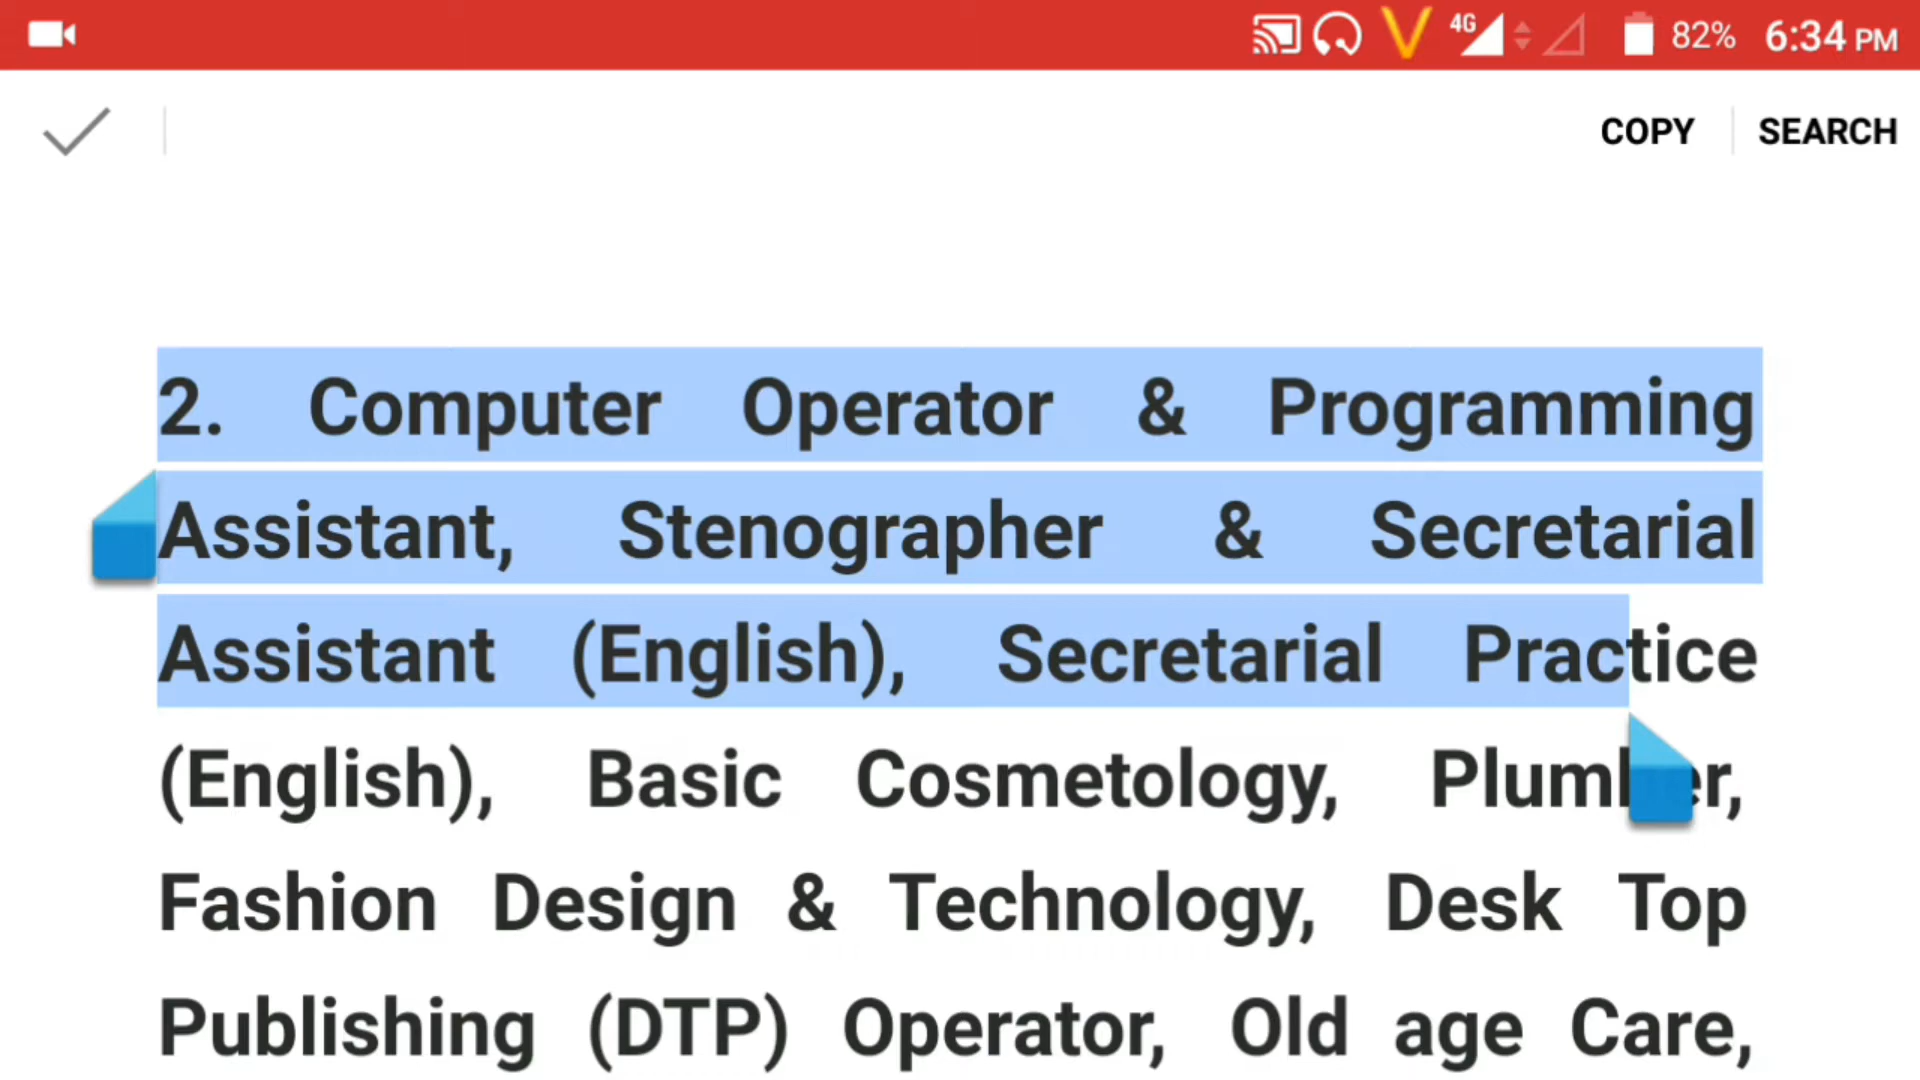 4G 82% 6:34 PM
COPY SEARCH
2. Computer Operator & Programming
Assistant, Stenographer & Secretarial
Assistant (English), Secretarial Practice
(English), Basic Cosmetology, Plumber,
Fashion Design & Technology, Desk Top
Publishing (DTP) Operator, Old age Care,